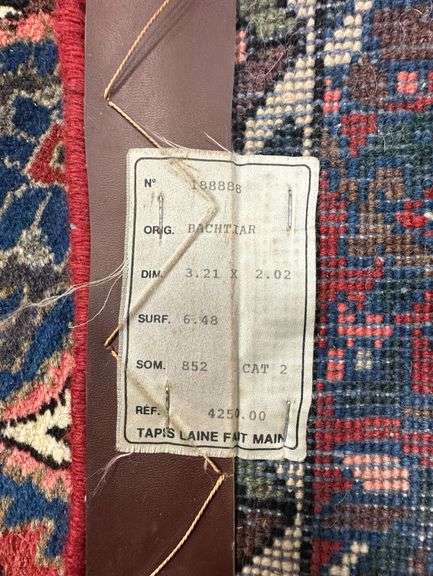 N° 188888
ORIG. BACHTIAR
DIM. 3.21 X 2.02
SURF. 6.48
SOM. 852 CAT 2
RÉF. 4250.00
TAPIS LAINE FAIT MAIN